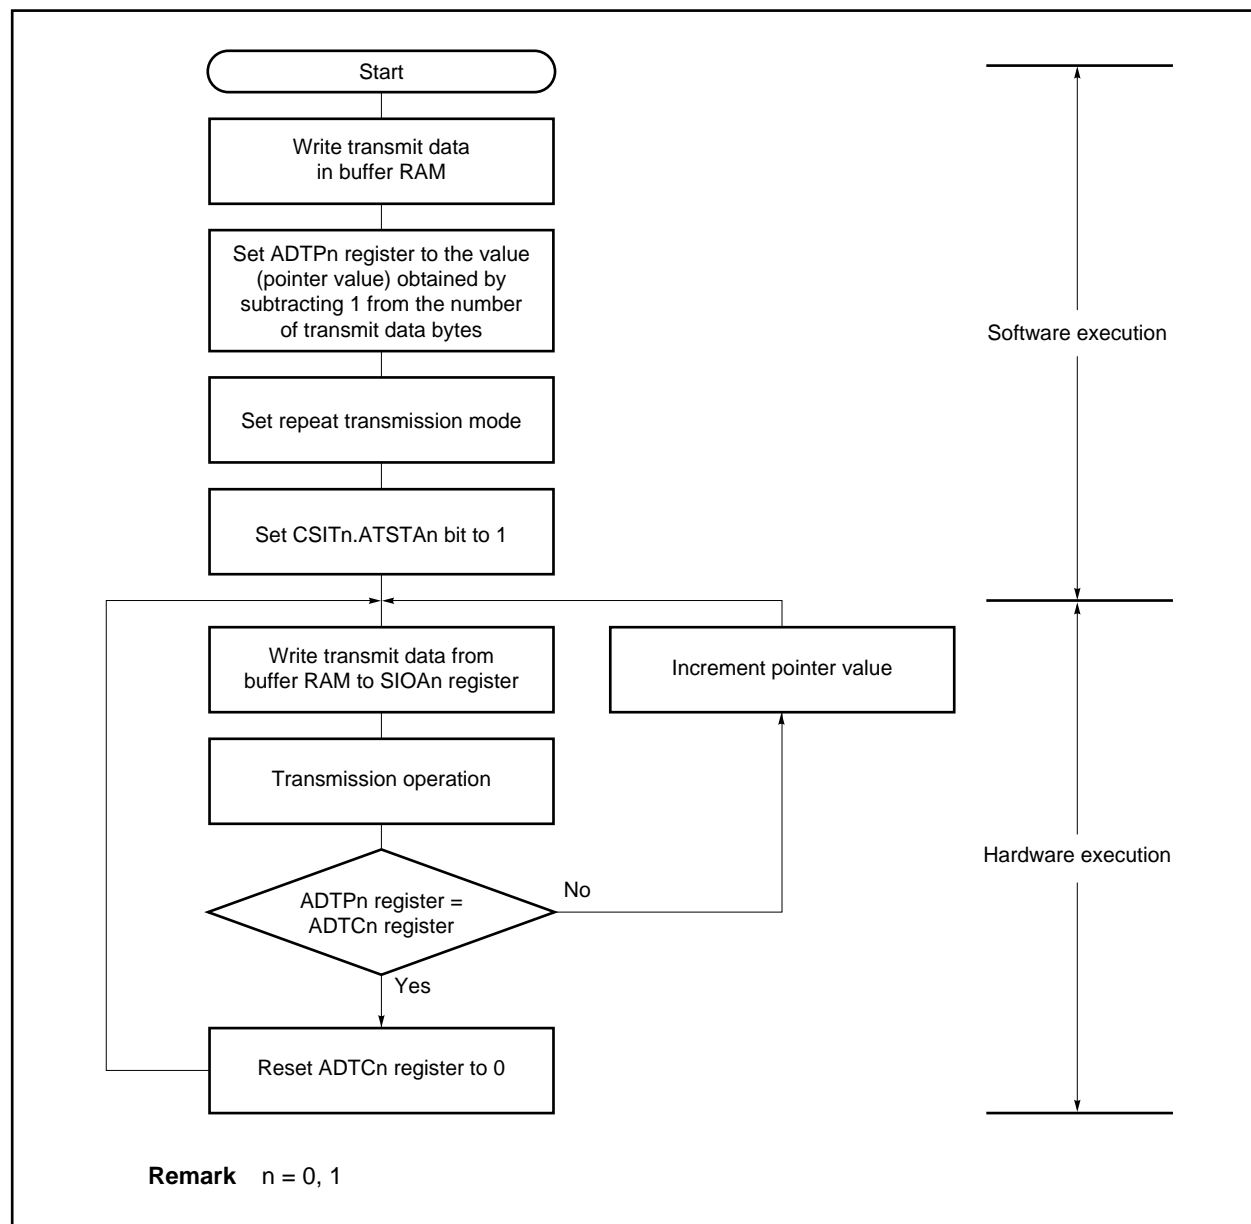 Start
Write transmit data
in buffer RAM
Set ADTPn register to the value
(pointer value) obtained by
subtracting 1 from the number
of transmit data bytes
Software execution
Set repeat transmission mode
Set CSITn.ATSTAn bit to 1
Write transmit data from
buffer RAM to SIOAn register
Increment pointer value
Transmission operation
Hardware execution
ADTPn register =
ADTCn register
No
Yes
Reset ADTCn register to 0
Remark n = 0, 1